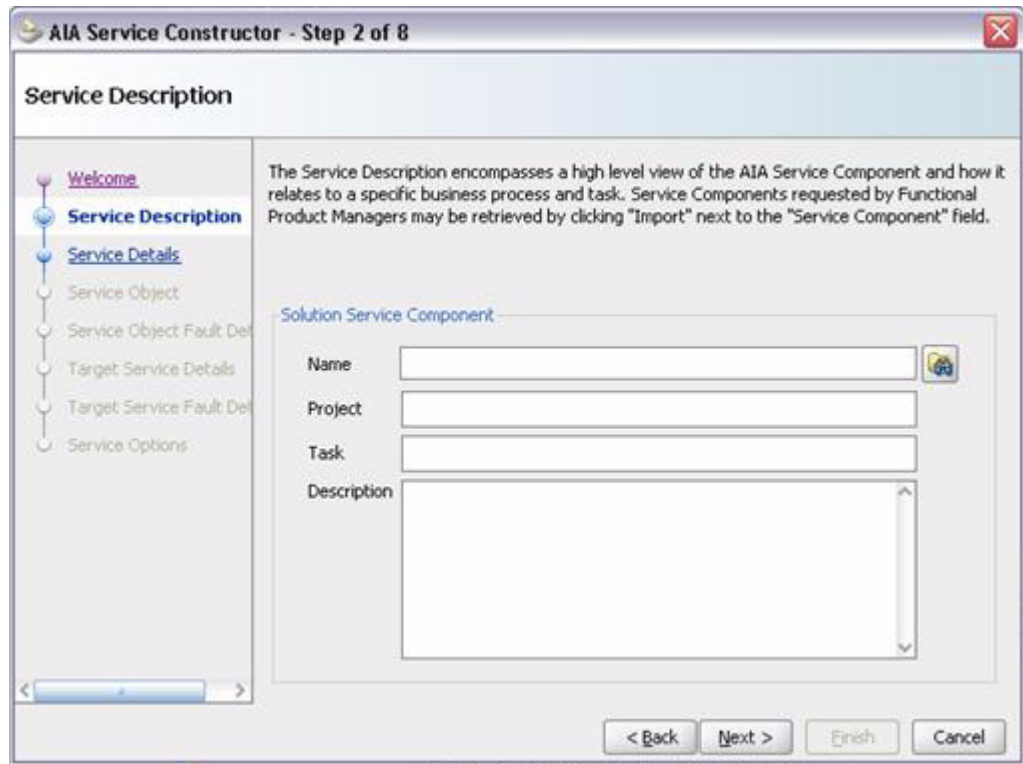 AIA Service Constructor - Step 2 of 8
Service Description
Welcome
Service Description
Service Details
Service Object
Service Object Fault Det
Target Service Details
Target Service Fault Det
Service Options
The Service Description encompasses a high level view of the AIA Service Component and how it
relates to a specific business process and task. Service Components requested by Functional
Product Managers may be retrieved by clicking "Import" next to the "Service Component" field.
Solution Service Component
Name
Project
Task
Description
< Back
Next >
Finish
Cancel